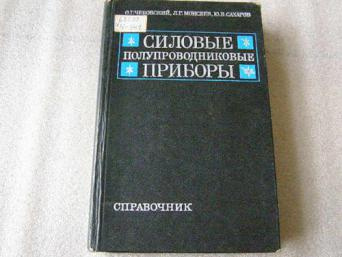 О.Г. ЧЕБОВСКИЙ, Л.Г. МОИСЕЕВ, Ю.В. САХАРОВ
СИЛОВЫЕ
ПОЛУПРОВОДНИКОВЫЕ
ПРИБОРЫ
СПРАВОЧНИК